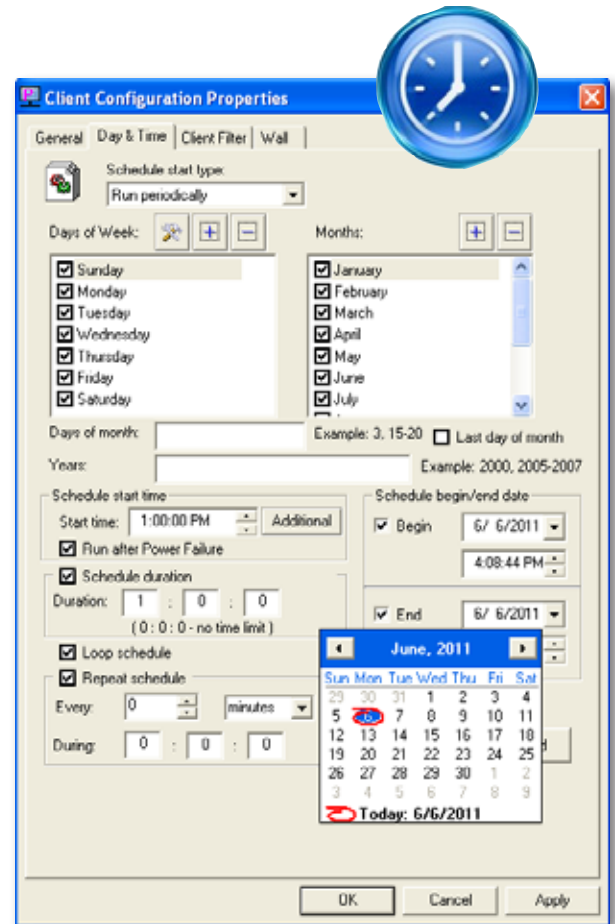 Client Configuration Properties
General Day & Time Client Filter Wall
Schedule start type:
Run periodically
Days of Week:
Months:
Sunday
Monday
Tuesday
Wednesday
Thursday
Friday
Saturday
January
February
March
April
May
June
July
Days of month: Example: 3, 15-20 Last day of month
Years: Example: 2000, 2005-2007
Schedule start time
Start time: 1:00:00 PM Additional
Run after Power Failure
Schedule duration
Duration: 1 : 0 : 0
( 0 : 0 : 0 - no time limit )
Loop schedule
Repeat schedule
Every: 0 minutes
During: 0 : 0 : 0
Schedule begin/end date
Begin 6/ 6/2011
4:08:44 PM
End 6/ 6/2011
June, 2011
Sun Mon Tue Wed Thu Fri Sat
29 30 31 1 2 3 4
5 6 7 8 9 10 11
12 13 14 15 16 17 18
19 20 21 22 23 24 25
26 27 28 29 30 1 2
3 4 5 6 7 8 9
Today: 6/6/2011
OK Cancel Apply